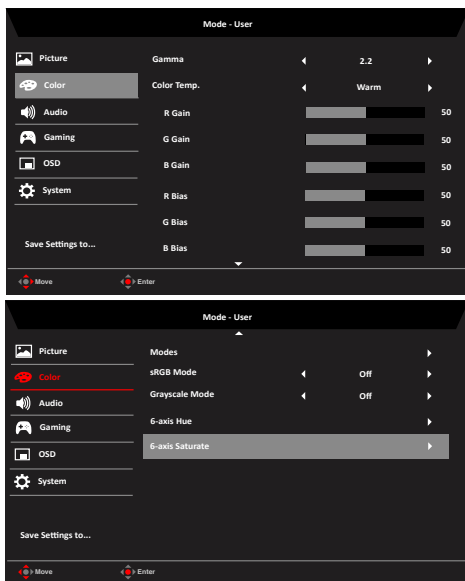 Mode - User
Picture
Gamma 2.2
Color
Color Temp. Warm
Audio
R Gain 50
Gaming
G Gain 50
OSD
B Gain 50
System
R Bias 50
G Bias 50
Save Settings to...
B Bias 50
Move Enter
Mode - User
Picture
Modes
Color
sRGB Mode Off
Audio
Grayscale Mode Off
Gaming
6-axis Hue
OSD
6-axis Saturate
System
Save Settings to...
Move Enter